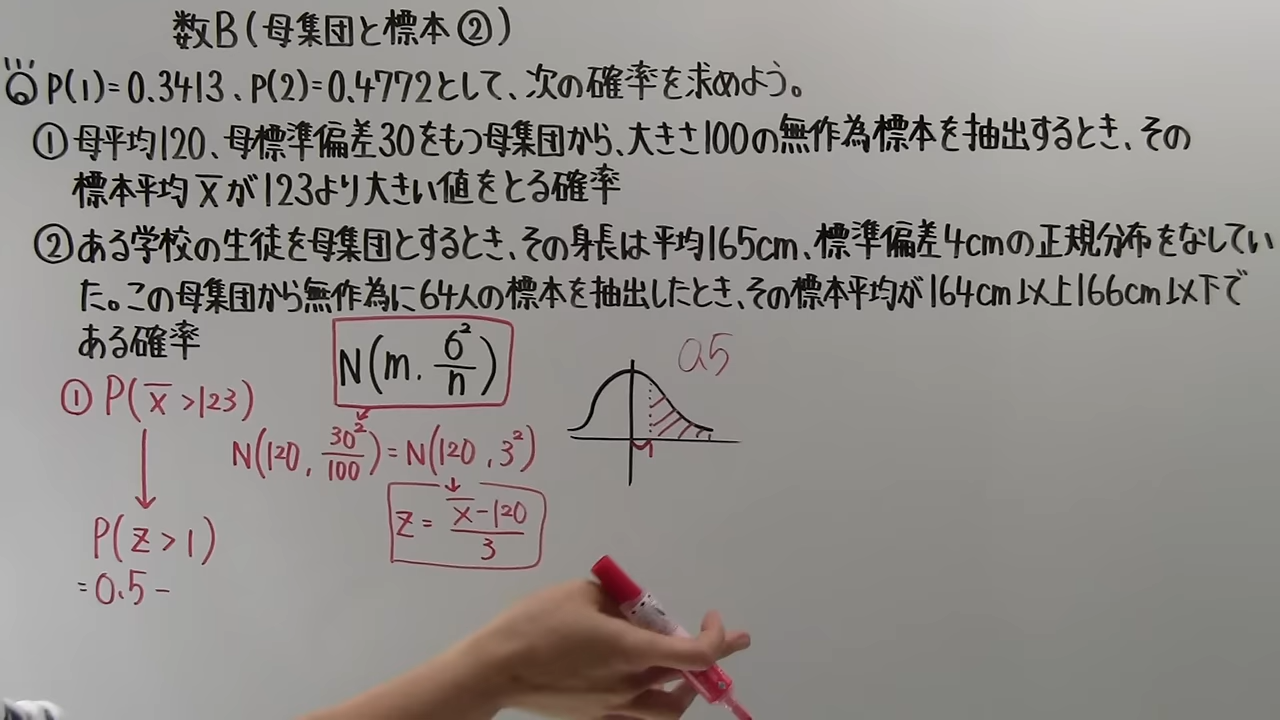 数B(母集団と標本②)
P(1)=0.3413、P(2)=0.4772として、次の確率を求めよう。
①母平均120、母標準偏差30をもつ母集団から、大きさ100の無作為標本を抽出するとき、その
標本平均X̅が123より大きい値をとる確率
②ある学校の生徒を母集団とするとき、その身長は平均165cm、標準偏差4cmの正規分布をなしてい
た。この母集団から無作為に64人の標本を抽出したとき、その標本平均が164cm以上166cm以下で
ある確率
N(m, σ²/n)
0.5
①P(X̅>123)
N(120, 30²/100)=N(120, 3²)
1
Z=(X̅-120)/3
P(Z>1)
=0.5-